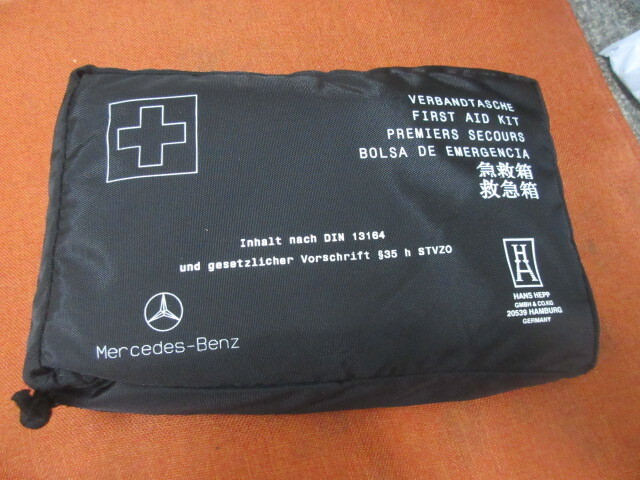 VERBANDTASCHE
FIRST AID KIT
PREMIERS SECOURS
BOLSA DE EMERGENCIA
急救箱
救急箱
Inhalt nach DIN 13164
und gesetzlicher Vorschrift §35 h STVZO
Mercedes-Benz
HH
HANS HEPP
GMBH & CO.KG
20539 HAMBURG
GERMANY